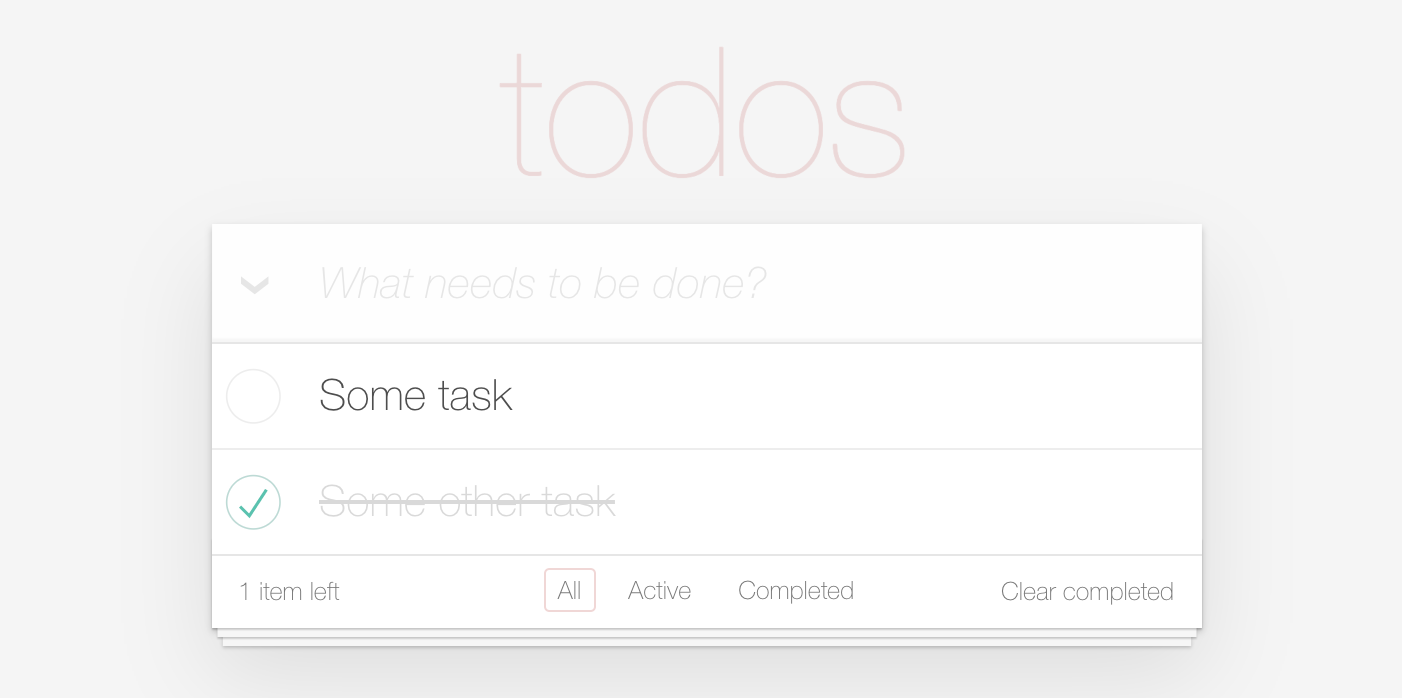 todos
What needs to be done?
Some task
Some other task
1 item left All Active Completed Clear completed